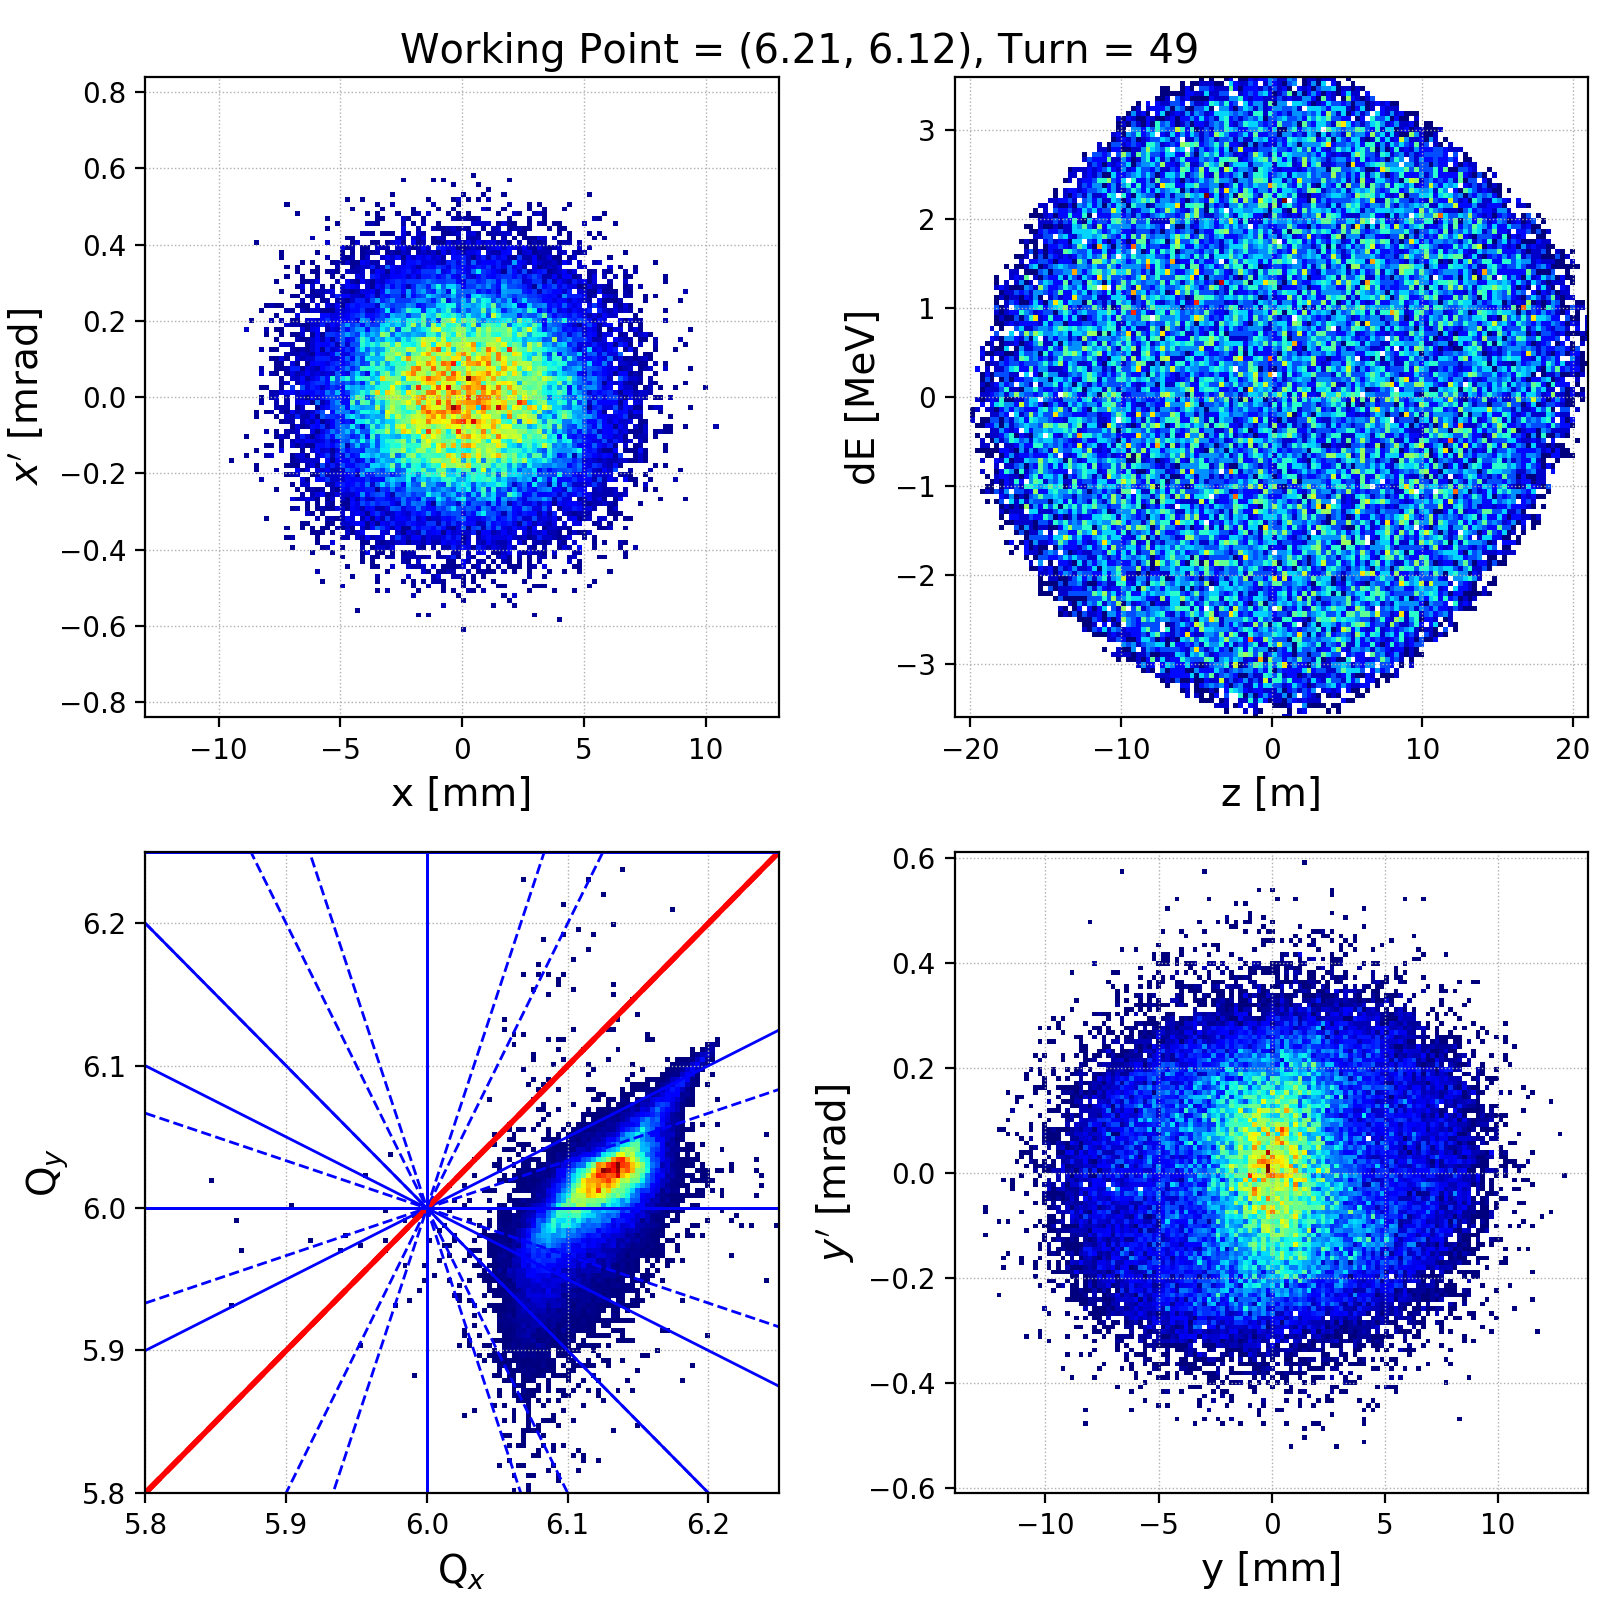 Working Point = (6.21, 6.12), Turn = 49
0.8
0.6
0.4
0.2
0.0
−0.2
−0.4
−0.6
−0.8
x′ [mrad]
−10 −5 0 5 10
x [mm]
3
2
1
0
−1
−2
−3
dE [MeV]
−20 −10 0 10 20
z [m]
6.2
6.1
6.0
5.9
5.8
Qy
5.8 5.9 6.0 6.1 6.2
Qx
0.6
0.4
0.2
0.0
−0.2
−0.4
−0.6
y′ [mrad]
−10 −5 0 5 10
y [mm]